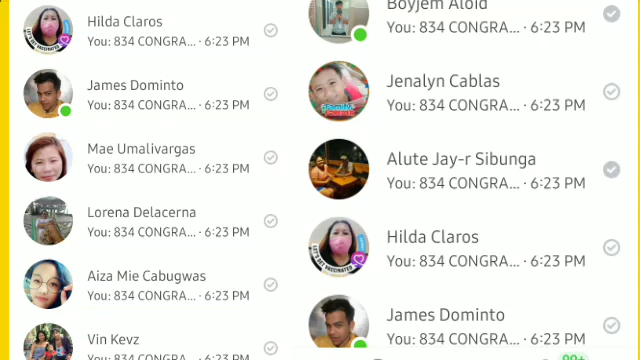 Hilda Claros
You: 834 CONGRA... · 6:23 PM
James Dominto
You: 834 CONGRA... · 6:23 PM
Mae Umalivargas
You: 834 CONGRA... · 6:23 PM
Lorena Delacerna
You: 834 CONGRA... · 6:23 PM
Aiza Mie Cabugwas
You: 834 CONGRA... · 6:23 PM
Vin Kevz
You: 834 CONGRA... · 6:23 PM
Boyjem Aloid
You: 834 CONGRA... · 6:23 PM
Jenalyn Cablas
You: 834 CONGRA... · 6:23 PM
Alute Jay-r Sibunga
You: 834 CONGRA... · 6:23 PM
Hilda Claros
You: 834 CONGRA... · 6:23 PM
James Dominto
You: 834 CONGRA... · 6:23 PM
99+